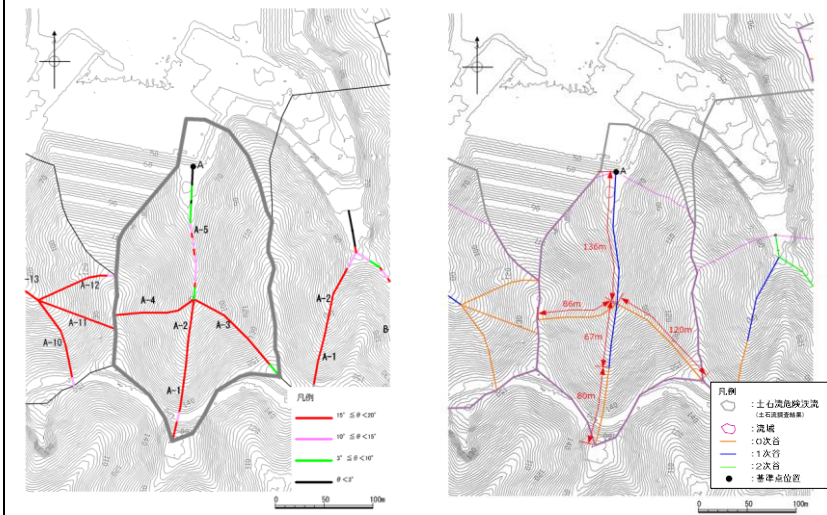 A
A-5
A-4
A-2
A-3
A-1
-13
A-12
A-11
A-10
A-2
A-1
凡例
15° ≦θ<20°
10° ≦θ<15°
3° ≦θ<10°
θ<3°
0 50 100m
A
136m
86m
67m
120m
80m
凡例
:土石流危険渓流
(土石流調査結果)
:流域
:0次谷
:1次谷
:2次谷
:基準点位置
0 50 100m